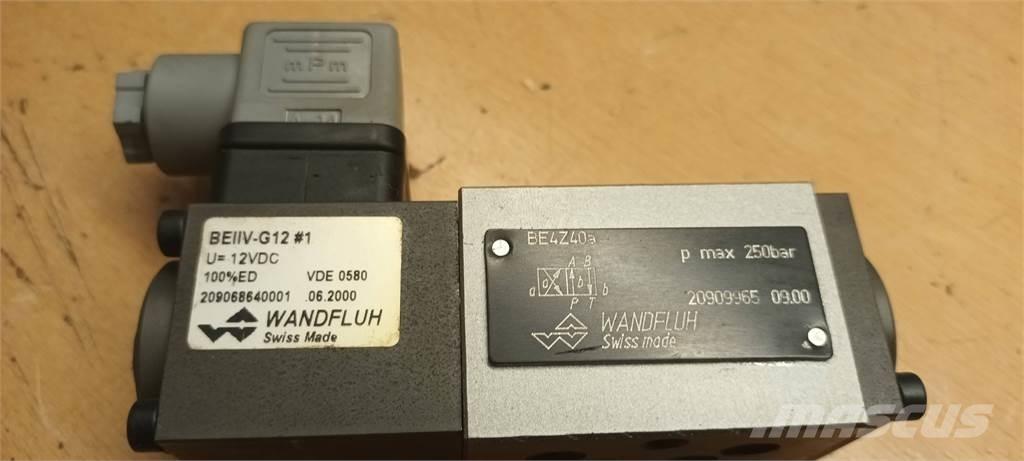 mPm
BEIIV-G12 #1
U= 12VDC
100%ED VDE 0580
209068640001 .06.2000
WANDFLUH
Swiss Made
BE4Z40a
p max 250bar
A B
a b
a b
P T
20909965 09.00
WANDFLUH
Swiss made
MASCUS